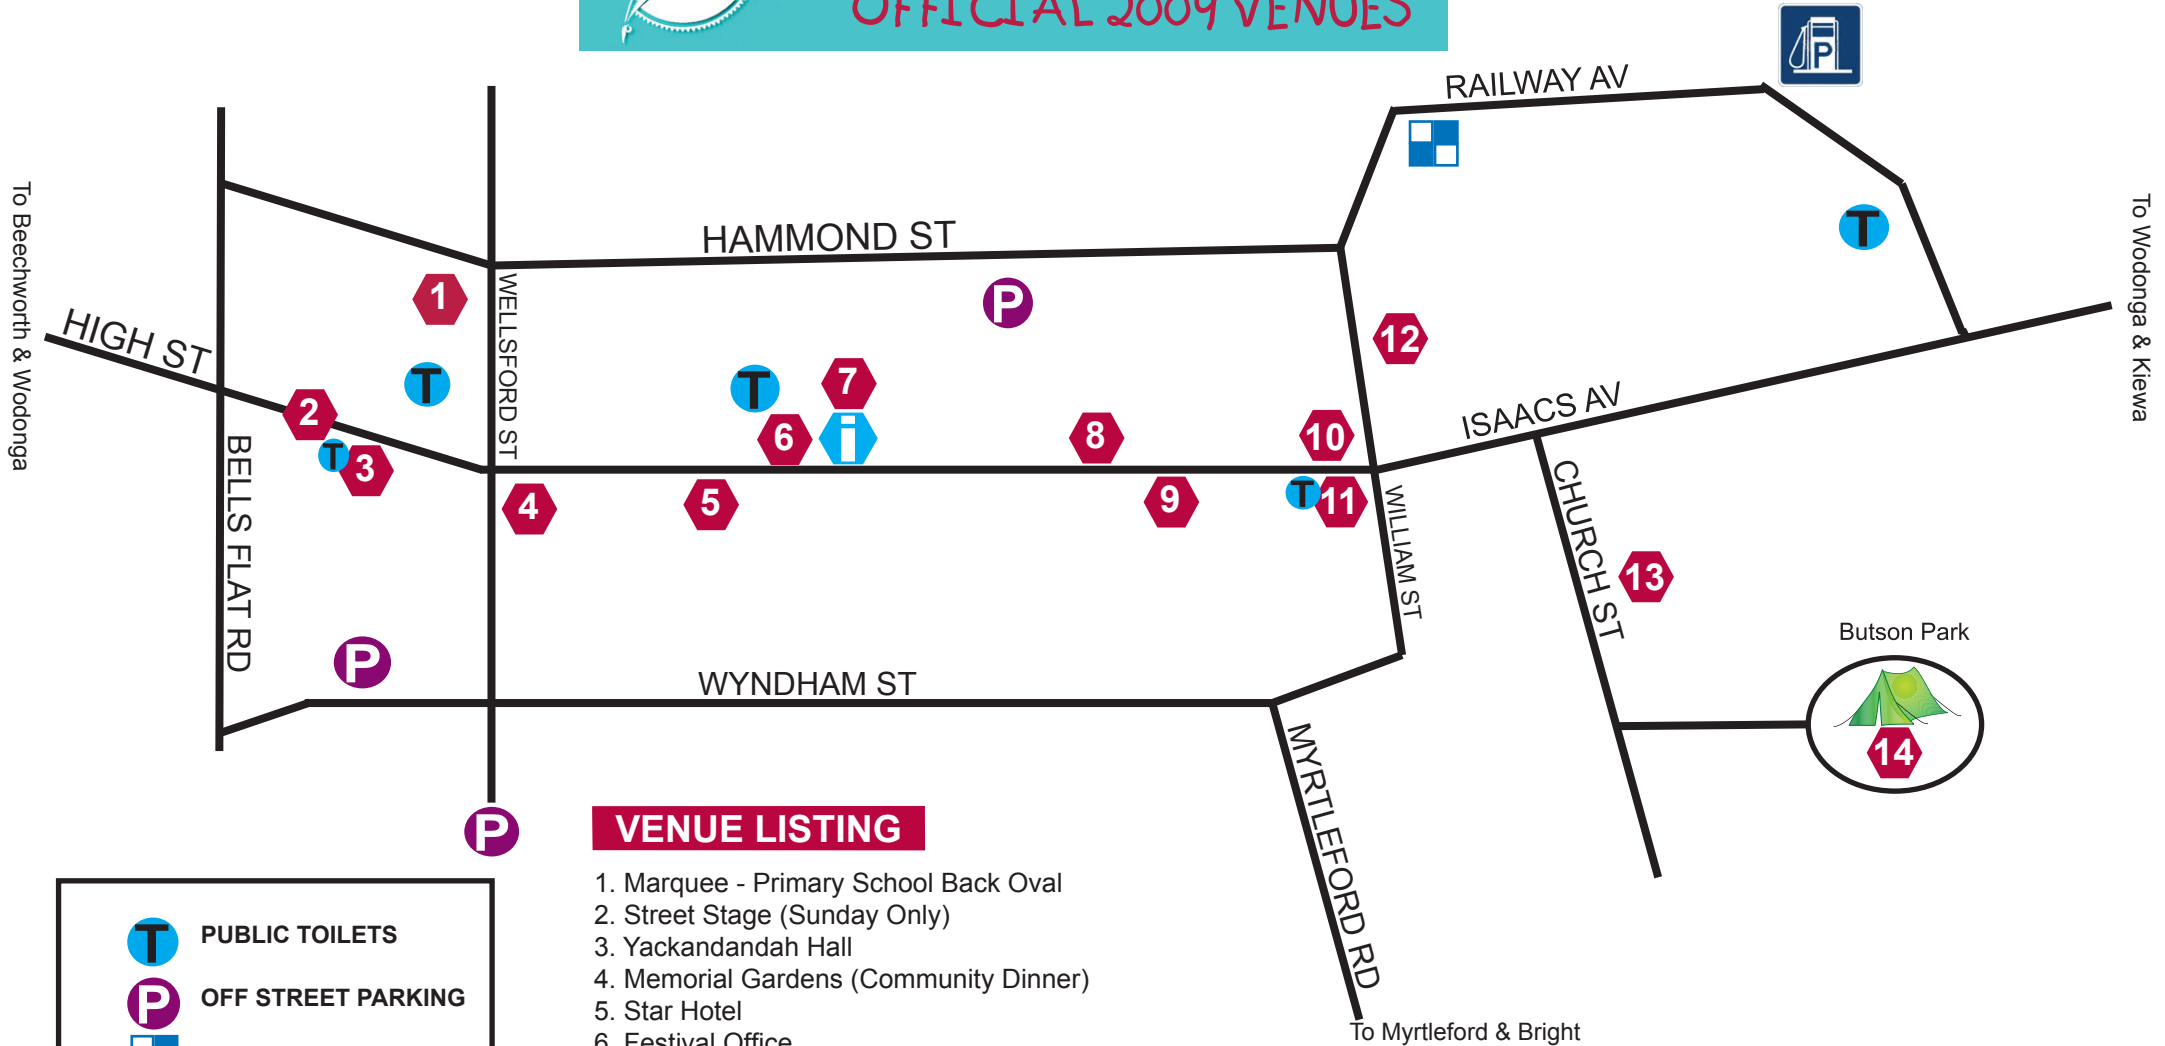 OFFICIAL 2009 VENUES
P
RAILWAY AV
To Beechworth & Wodonga
To Wodonga & Kiewa
HAMMOND ST
T
HIGH ST
1
WELLSFORD ST
P
12
T
T
7
2
6
i
8
10
ISAACS AV
T
3
BELLS FLAT RD
4
5
9
T
11
WILLIAM ST
CHURCH ST
13
Butson Park
P
WYNDHAM ST
14
MYRTLEFORD RD
P
VENUE LISTING
1. Marquee - Primary School Back Oval
2. Street Stage (Sunday Only)
3. Yackandandah Hall
4. Memorial Gardens (Community Dinner)
5. Star Hotel
6. Festival Office
T PUBLIC TOILETS
P OFF STREET PARKING
To Myrtleford & Bright